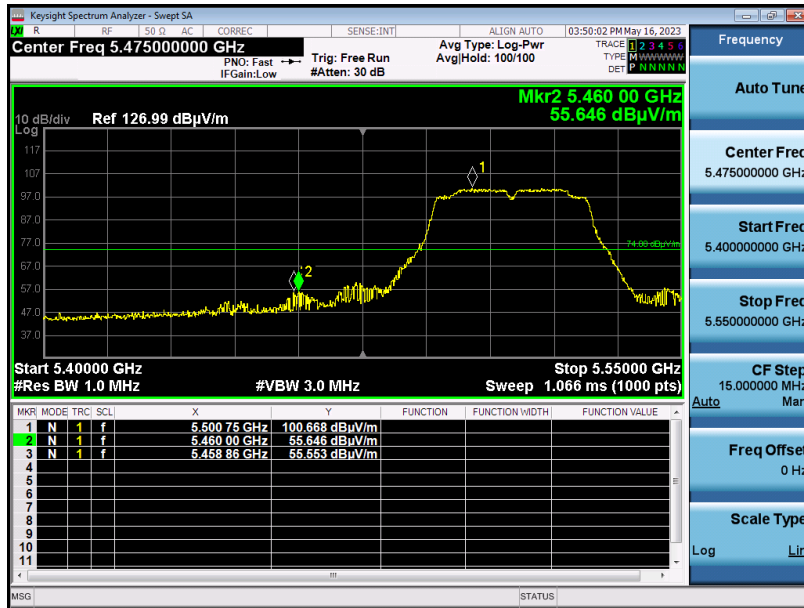 Keysight Spectrum Analyzer - Swept SA
LXI R RF 50 Ω AC CORREC SENSE:INT ALIGN AUTO 03:50:02 PM May 16, 2023
Center Freq 5.475000000 GHz
PNO: Fast
IFGain:Low
Trig: Free Run
#Atten: 30 dB
Avg Type: Log-Pwr
Avg|Hold: 100/100
TRACE 1 2 3 4 5 6
TYPE M WWWWW
DET P N N N N N
Mkr2 5.460 00 GHz
55.646 dBµV/m
10 dB/div Ref 126.99 dBµV/m
Log
117
107
97.0
87.0
77.0
67.0
57.0
47.0
37.0
1
2
74.00 dBµV/m
Start 5.40000 GHz Stop 5.55000 GHz
#Res BW 1.0 MHz #VBW 3.0 MHz Sweep 1.066 ms (1000 pts)
MKR MODE TRC SCL X Y FUNCTION FUNCTION WIDTH FUNCTION VALUE
1 N 1 f 5.500 75 GHz 100.668 dBµV/m
2 N 1 f 5.460 00 GHz 55.646 dBµV/m
3 N 1 f 5.458 86 GHz 55.553 dBµV/m
4
5
6
7
8
9
10
11
MSG STATUS
Frequency
Auto Tune
Center Freq
5.475000000 GHz
Start Freq
5.400000000 GHz
Stop Freq
5.550000000 GHz
CF Step
15.000000 MHz
Auto Man
Freq Offset
0 Hz
Scale Type
Log Lin